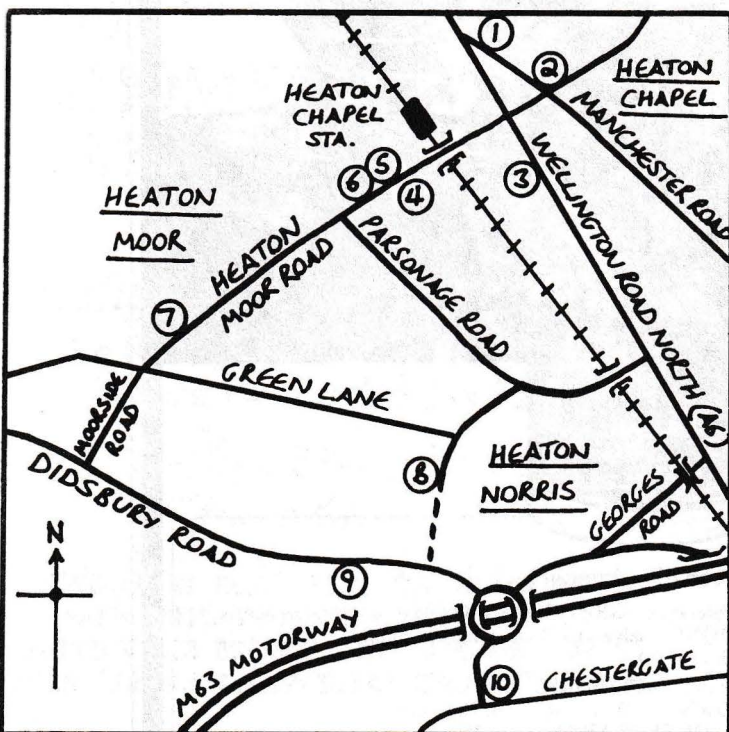 ①
②
HEATON
CHAPEL
HEATON
CHAPEL
STA.
MANCHESTER ROAD
③
WELLINGTON ROAD NORTH (A6)
⑥
⑤
④
HEATON
MOOR
HEATON
MOOR ROAD
PARSONAGE ROAD
⑦
GREEN LANE
MOORSIDE
ROAD
⑧
HEATON
NORRIS
GEORGES
ROAD
DIDSBURY ROAD
N
⑨
M63 MOTORWAY
⑩
CHESTERGATE